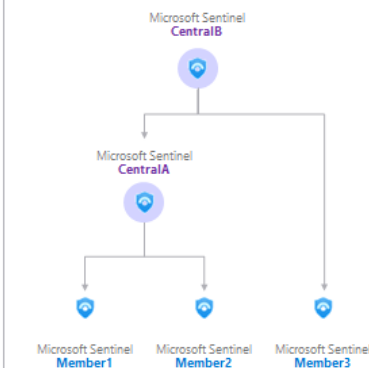 Microsoft Sentinel
CentralB
Microsoft Sentinel
CentralA
Microsoft Sentinel
Member1
Microsoft Sentinel
Member2
Microsoft Sentinel
Member3